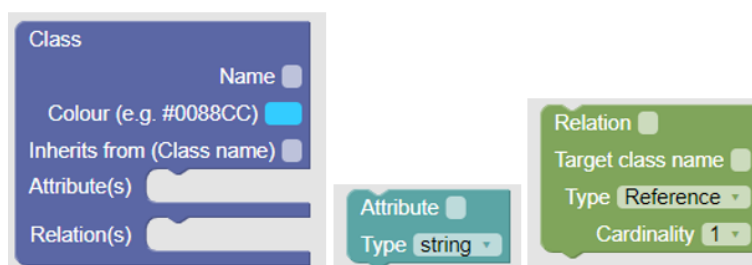 Class
Name
Colour (e.g. #0088CC)
Inherits from (Class name)
Attribute(s)
Relation(s)
Attribute
Type string
Relation
Target class name
Type Reference
Cardinality 1